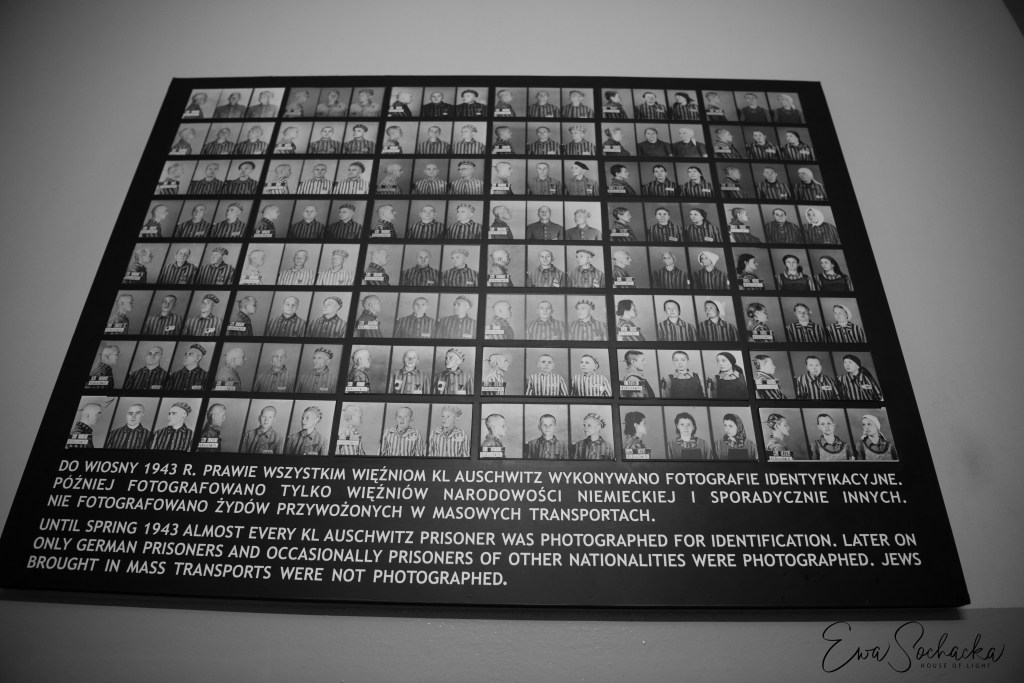 DO WIOSNY 1943 R. PRAWIE WSZYSTKIM WIĘŹNIOM KL AUSCHWITZ WYKONYWANO FOTOGRAFIE IDENTYFIKACYJNE.
PÓŹNIEJ FOTOGRAFOWANO TYLKO WIĘŹNIÓW NARODOWOŚCI NIEMIECKIEJ I SPORADYCZNIE INNYCH.
NIE FOTOGRAFOWANO ŻYDÓW PRZYWOŻONYCH W MASOWYCH TRANSPORTACH.
UNTIL SPRING 1943 ALMOST EVERY KL AUSCHWITZ PRISONER WAS PHOTOGRAPHED FOR IDENTIFICATION. LATER ON
ONLY GERMAN PRISONERS AND OCCASIONALLY PRISONERS OF OTHER NATIONALITIES WERE PHOTOGRAPHED. JEWS
BROUGHT IN MASS TRANSPORTS WERE NOT PHOTOGRAPHED.
Ewa Sochacka
HOUSE OF LIGHT